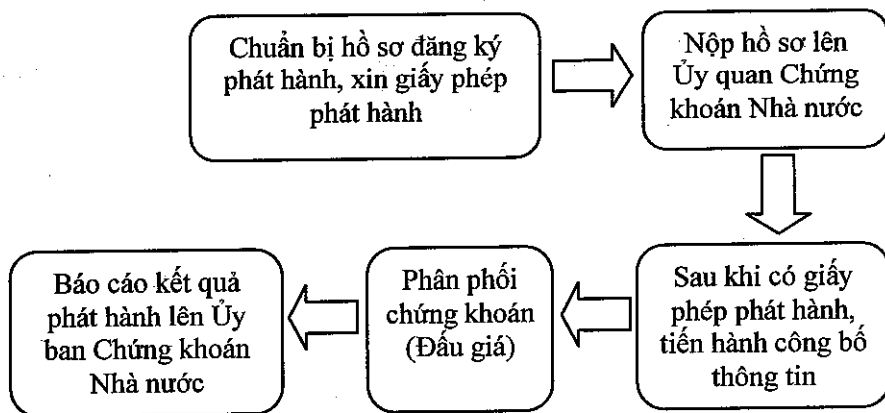 Chuẩn bị hồ sơ đăng ký
phát hành, xin giấy phép
phát hành
Nộp hồ sơ lên
Ủy quan Chứng
khoán Nhà nước
Sau khi có giấy
phép phát hành,
tiến hành công bố
thông tin
Phân phối
chứng khoán
(Đấu giá)
Báo cáo kết quả
phát hành lên Ủy
ban Chứng khoán
Nhà nước